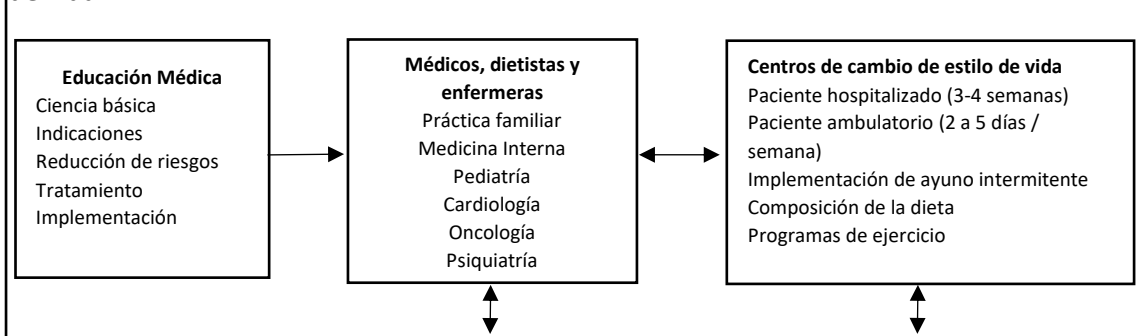 Educación Médica
Ciencia básica
Indicaciones
Reducción de riesgos
Tratamiento
Implementación
Médicos, dietistas y
enfermeras
Práctica familiar
Medicina Interna
Pediatría
Cardiología
Oncología
Psiquiatría
Centros de cambio de estilo de vida
Paciente hospitalizado (3-4 semanas)
Paciente ambulatorio (2 a 5 días /
semana)
Implementación de ayuno intermitente
Composición de la dieta
Programas de ejercicio